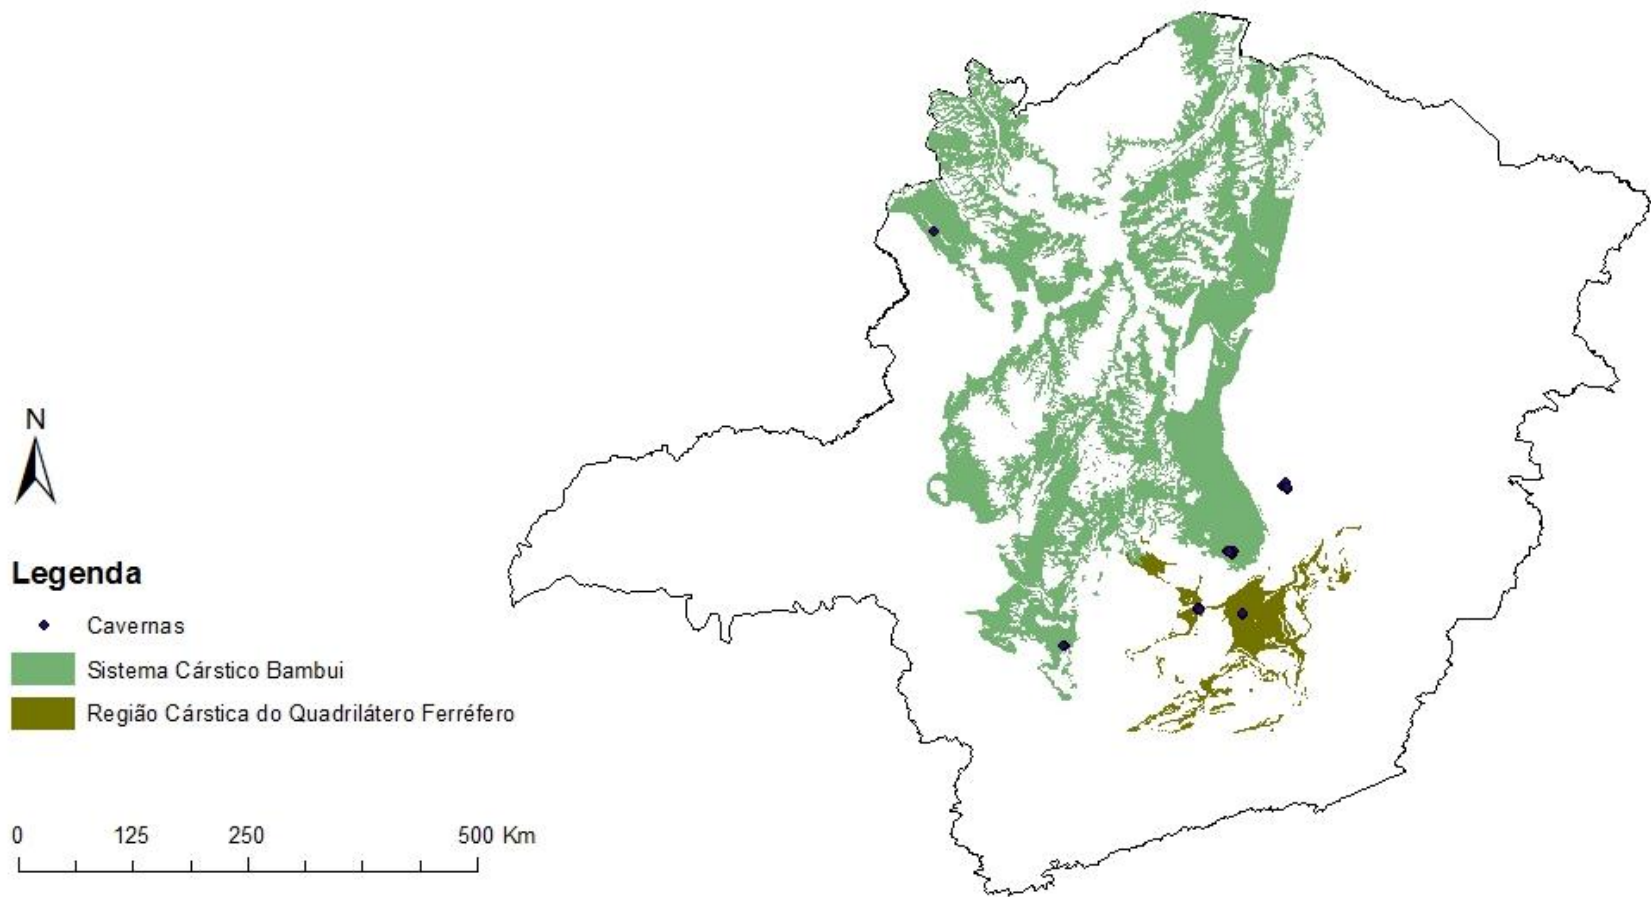 N
Legenda
Cavernas
Sistema Cárstico Bambui
Região Cárstica do Quadrilátero Ferréfero
0 125 250 500 Km